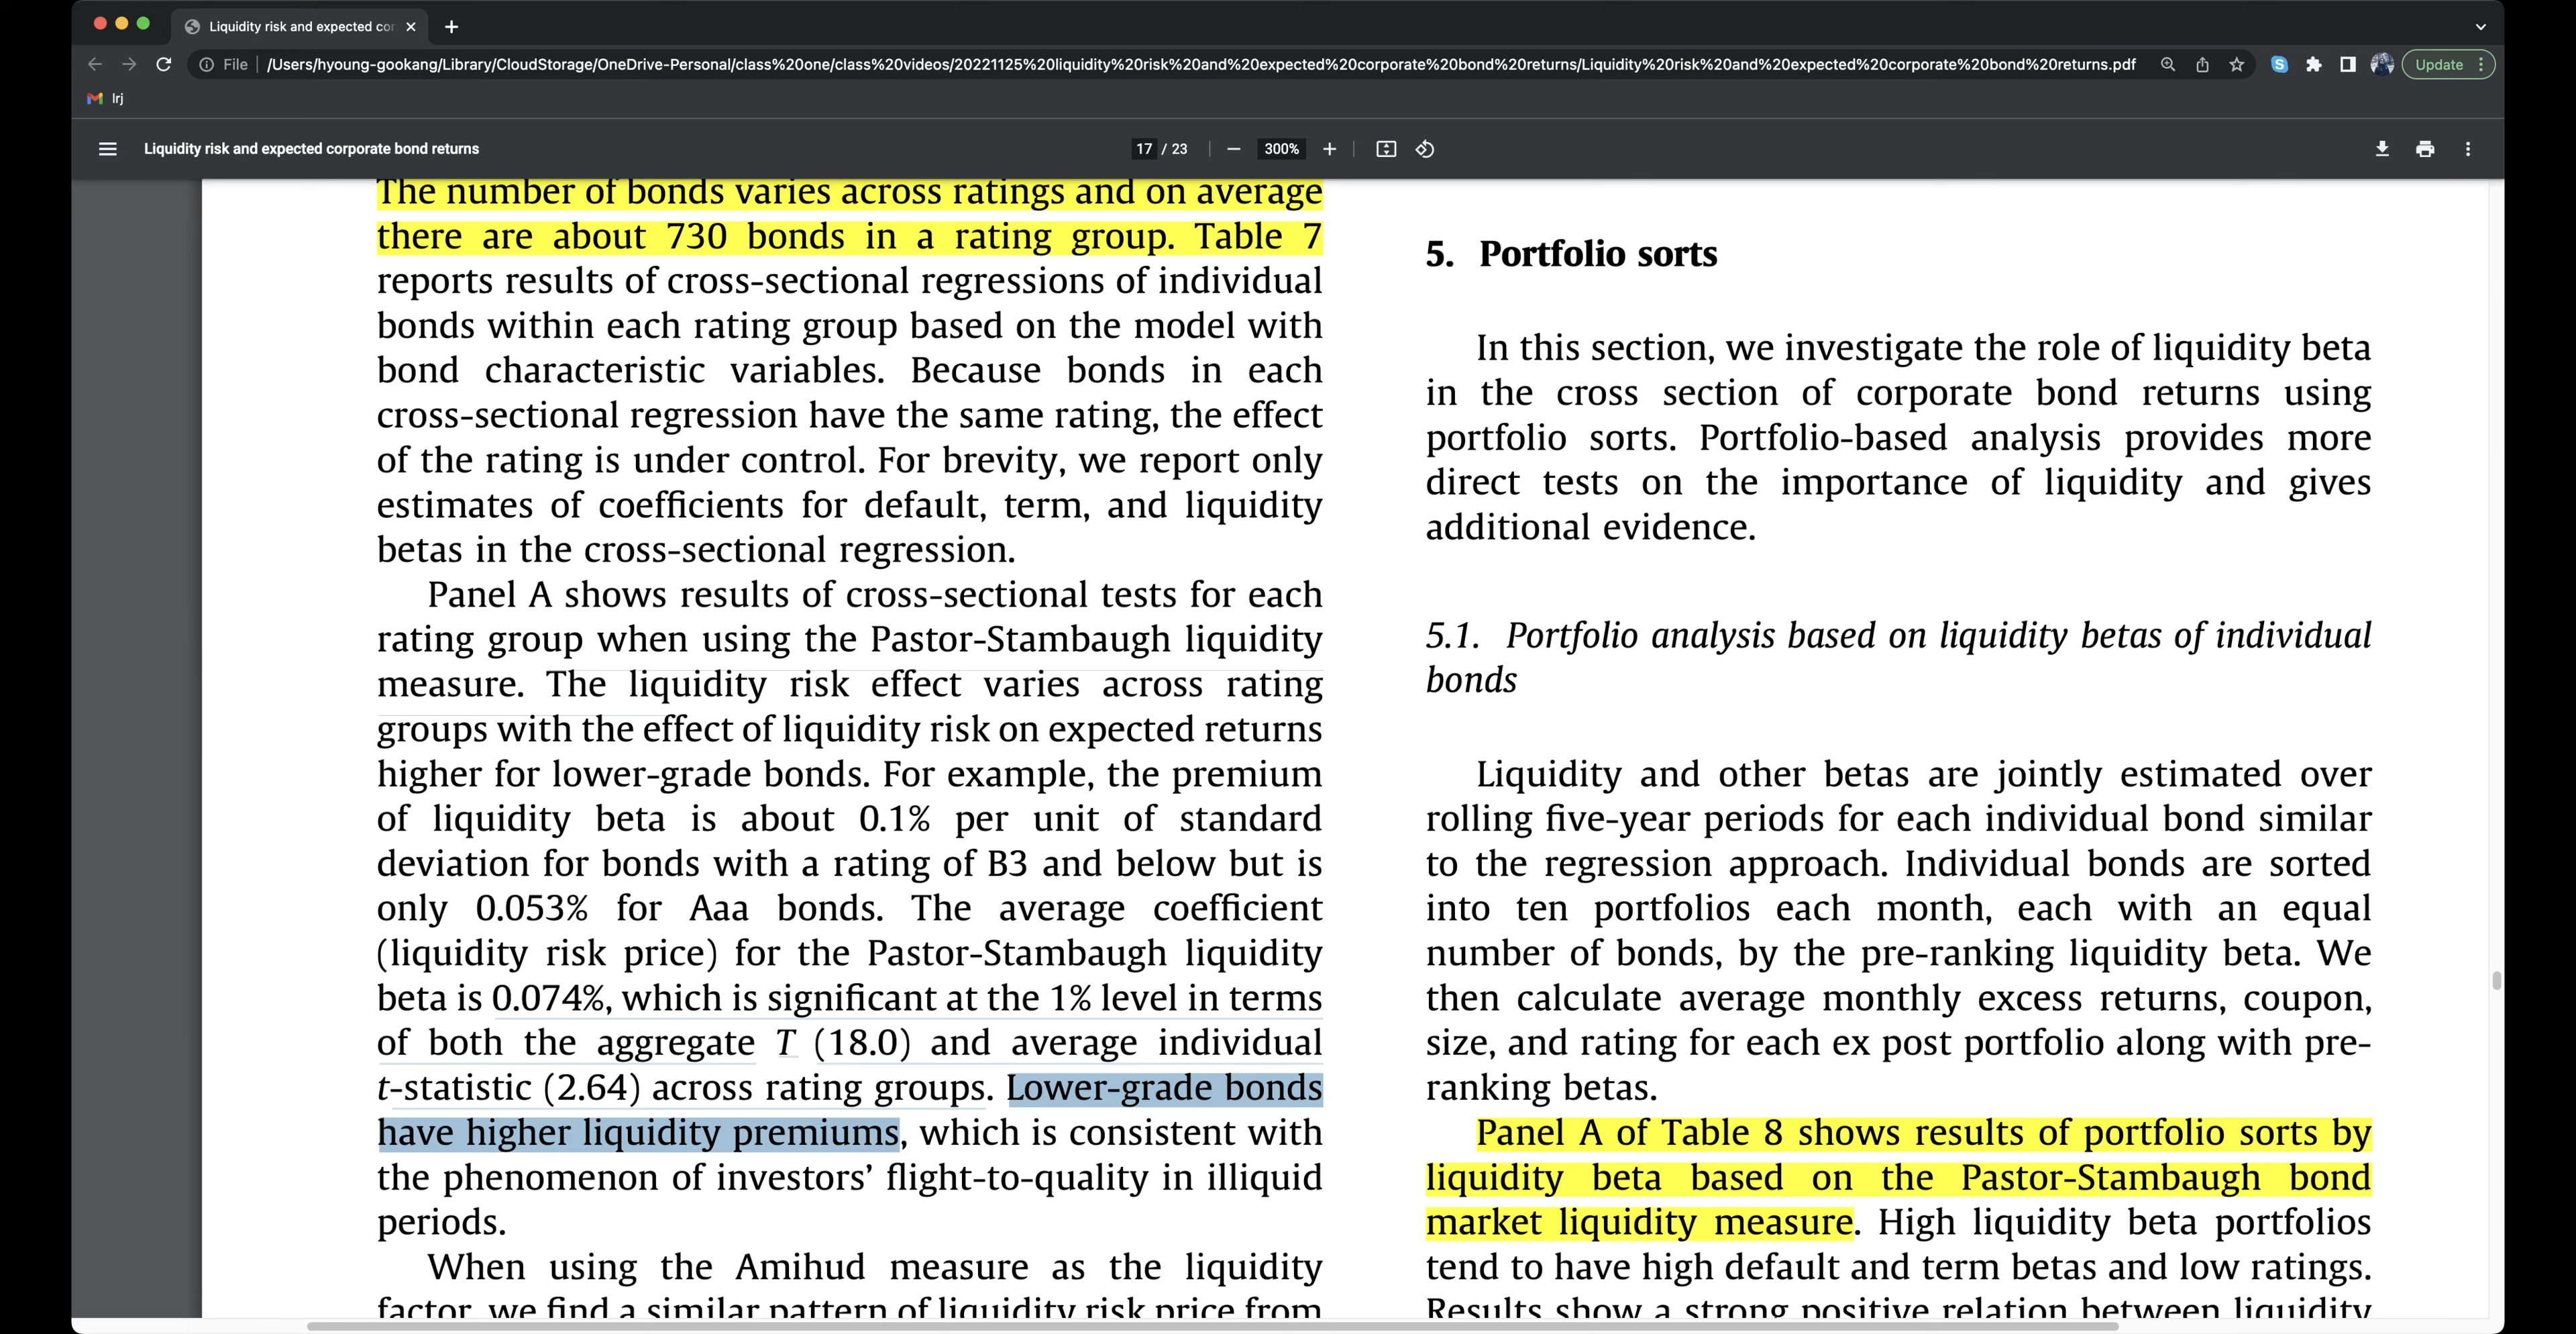 Liquidity risk and expected cor
File
/Users/hyoung-gookang/Library/CloudStorage/OneDrive-Personal/class%20one/class%20videos/20221125%20liquidity%20risk%20and%20expected%20corporate%20bond%20returns/Liquidity%20risk%20and%20expected%20corporate%20bond%20returns.pdf
Update
lrj
Liquidity risk and expected corporate bond returns
17 / 23
300%
The number of bonds varies across ratings and on average
there are about 730 bonds in a rating group. Table 7
reports results of cross-sectional regressions of individual
bonds within each rating group based on the model with
bond characteristic variables. Because bonds in each
cross-sectional regression have the same rating, the effect
of the rating is under control. For brevity, we report only
estimates of coefficients for default, term, and liquidity
betas in the cross-sectional regression.
Panel A shows results of cross-sectional tests for each
rating group when using the Pastor-Stambaugh liquidity
measure. The liquidity risk effect varies across rating
groups with the effect of liquidity risk on expected returns
higher for lower-grade bonds. For example, the premium
of liquidity beta is about 0.1% per unit of standard
deviation for bonds with a rating of B3 and below but is
only 0.053% for Aaa bonds. The average coefficient
(liquidity risk price) for the Pastor-Stambaugh liquidity
beta is 0.074%, which is significant at the 1% level in terms
of both the aggregate T (18.0) and average individual
t-statistic (2.64) across rating groups. Lower-grade bonds
have higher liquidity premiums, which is consistent with
the phenomenon of investors’ flight-to-quality in illiquid
periods.
When using the Amihud measure as the liquidity
factor, we find a similar pattern of liquidity risk price from
5. Portfolio sorts
In this section, we investigate the role of liquidity beta
in the cross section of corporate bond returns using
portfolio sorts. Portfolio-based analysis provides more
direct tests on the importance of liquidity and gives
additional evidence.
5.1. Portfolio analysis based on liquidity betas of individual
bonds
Liquidity and other betas are jointly estimated over
rolling five-year periods for each individual bond similar
to the regression approach. Individual bonds are sorted
into ten portfolios each month, each with an equal
number of bonds, by the pre-ranking liquidity beta. We
then calculate average monthly excess returns, coupon,
size, and rating for each ex post portfolio along with pre-
ranking betas.
Panel A of Table 8 shows results of portfolio sorts by
liquidity beta based on the Pastor-Stambaugh bond
market liquidity measure. High liquidity beta portfolios
tend to have high default and term betas and low ratings.
Results show a strong positive relation between liquidity